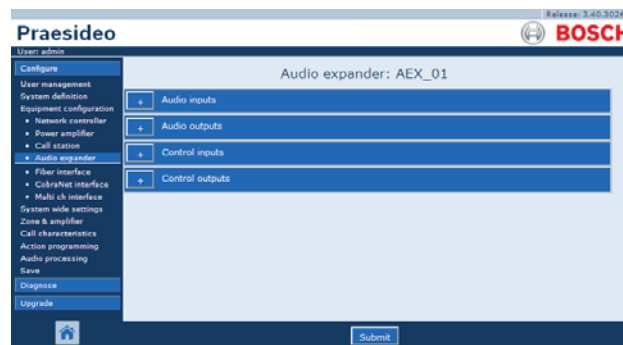 Release: 3.40.3026
Praesideo
BOSCH
User: admin
Configure
User management
System definition
Equipment configuration
• Network controller
• Power amplifier
• Call station
• Audio expander
• Fiber interface
• CobraNet interface
• Multi ch interface
System wide settings
Zone & amplifier
Call characteristics
Action programming
Audio processing
Save
Diagnose
Upgrade
Audio expander: AEX_01
+ Audio inputs
+ Audio outputs
+ Control inputs
+ Control outputs
Submit